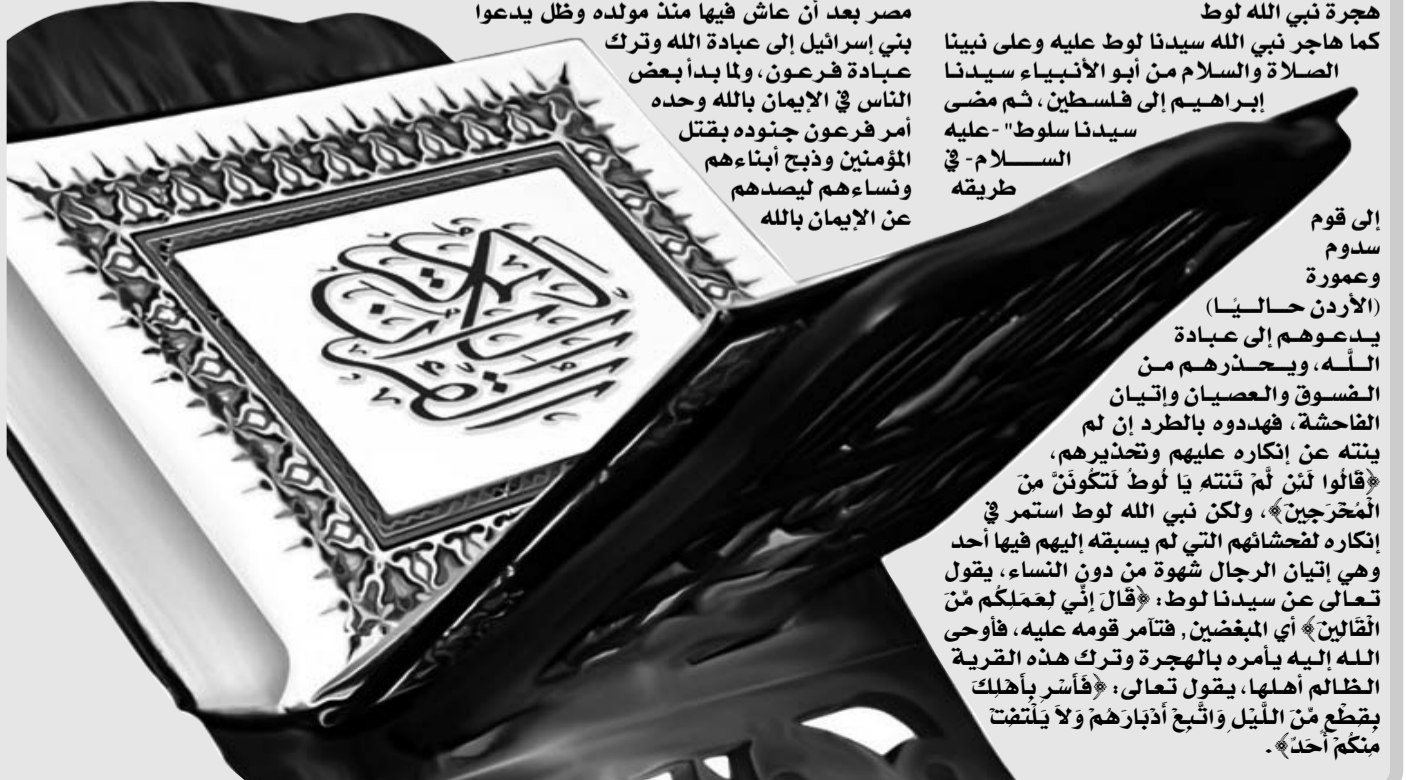 هجرة نبي الله لوط
كما هاجر نبي الله سيدنا لوط عليه وعلى نبينا
الصلاة والسلام من أبو الأنبياء سيدنا
إبراهيم إلى فلسطين، ثم مضى
سيدنا سلوط" -عليه
السلام- في
طريقه
إلى قوم
سدوم
وعمورة
(الأردن حاليًا)
يدعوهم إلى عبادة
اللَّه، ويحذرهم من
الفسوق والعصيان وإتيان
الفاحشة، فهددوه بالطرد إن لم
ينته عن إنكاره عليهم وتحذيرهم،
﴿قَالُوا لَئِن لَّمْ تَنتَهِ يَا لُوطُ لَتَكُونَنَّ مِنَ
الْمُخْرَجِينَ﴾، ولكن نبي الله لوط استمر في
إنكاره لفحشائهم التي لم يسبقه إليهم فيها أحد
وهي إتيان الرجال شهوة من دون النساء، يقول
تعالى عن سيدنا لوط: ﴿قَالَ إِنِّي لِعَمَلِكُم مِّنَ
الْقَالِينَ﴾ أي المبغضين, فتآمر قومه عليه، فأوحى
الله إليه يأمره بالهجرة وترك هذه القرية
الظالم أهلها، يقول تعالى: ﴿فَأَسْرِ بِأَهْلِكَ
بِقِطْعٍ مِّنَ اللَّيْلِ وَاتَّبِعْ أَدْبَارَهُمْ وَلاَ يَلْتَفِتْ
مِنكُمْ أَحَدٌ﴾.
مصر بعد أن عاش فيها منذ مولده وظل يدعوا
بني إسرائيل إلى عبادة الله وترك
عبادة فرعون، ولما بدأ بعض
الناس في الإيمان بالله وحده
أمر فرعون جنوده بقتل
المؤمنين وذبح أبناءهم
ونساءهم ليصدهم
عن الإيمان بالله